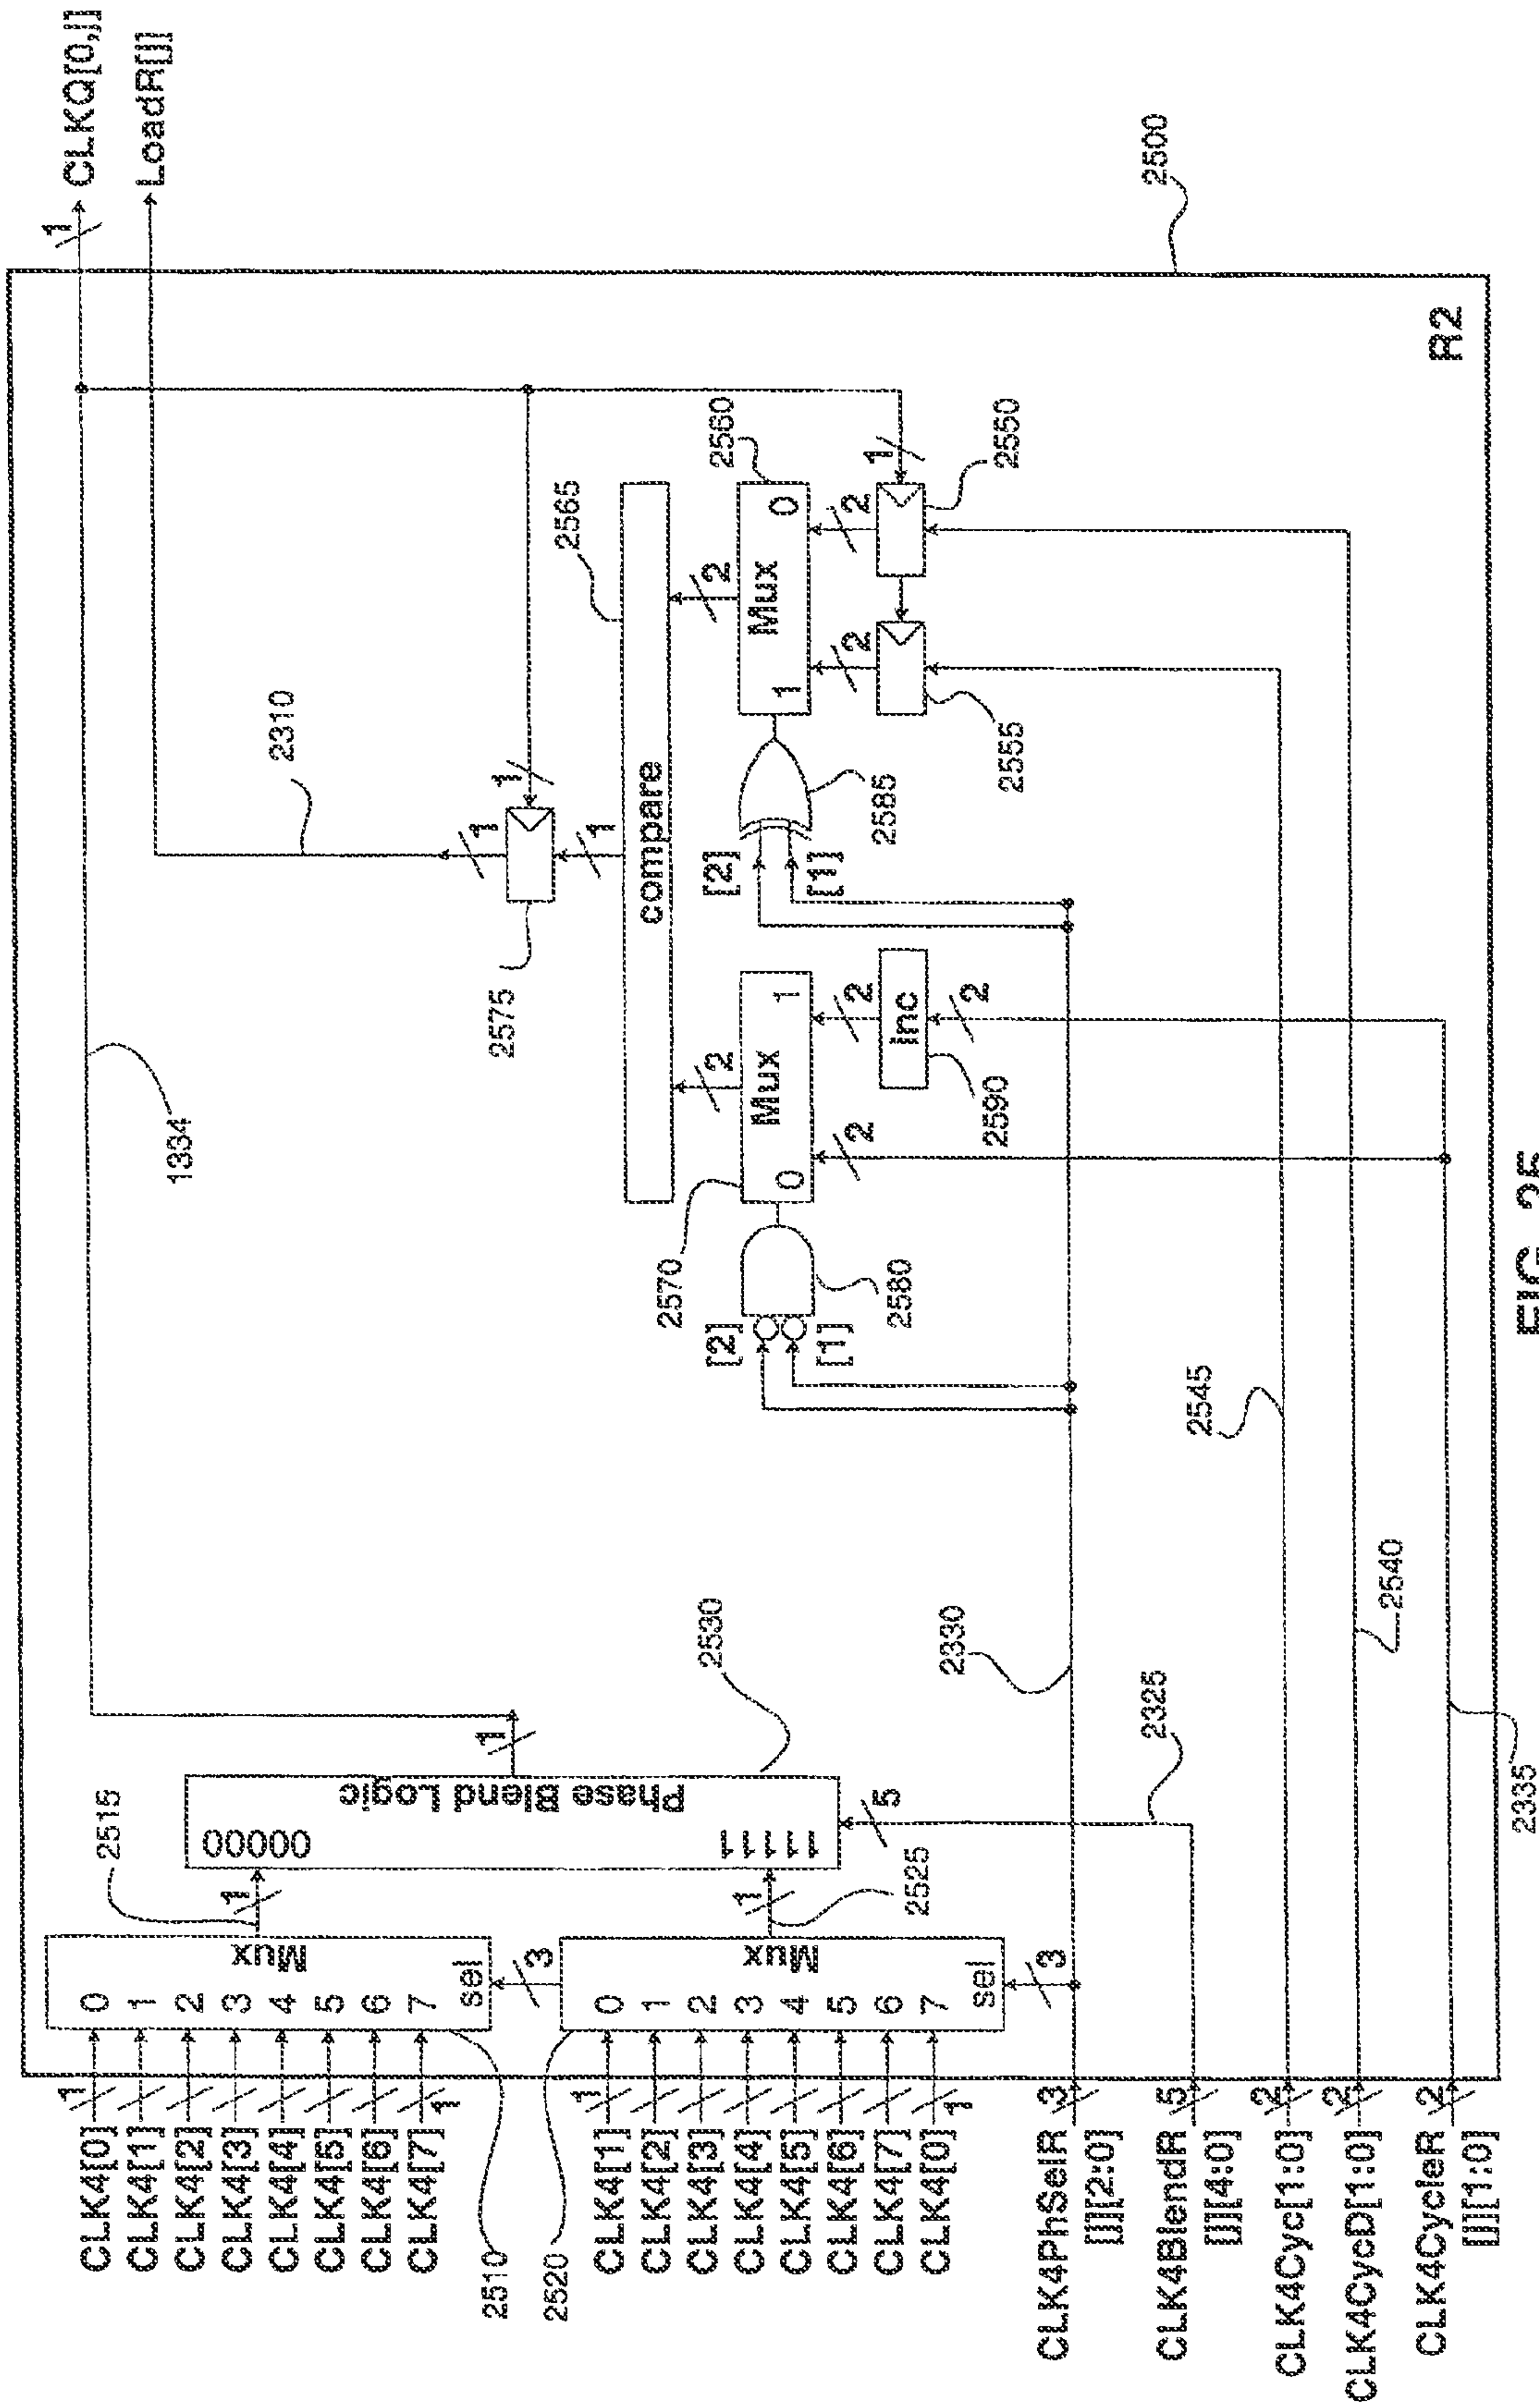 CLKQ[0,j]
LoadR[j]
1
2500
1334
2310
2575
1
1
1
2565
compare
2560
2
2
Mux
0
1
Mux
1
0
2570
2585
[2]
[1]
2
2
1
2550
2555
[2]
[1]
2580
2
2
2
inc
2590
R2
2515
2530
Phase Blend Logic
00000
11111
1
1
1
2525
5
2325
2330
2545
2540
2335
Mux
0
1
2
3
4
5
6
7
sel
3
Mux
0
1
2
3
4
5
6
7
sel
3
CLK4[0]
CLK4[1]
CLK4[2]
CLK4[3]
CLK4[4]
CLK4[5]
CLK4[6]
CLK4[7]
1
1
2510
2520
CLK4[1]
CLK4[2]
CLK4[3]
CLK4[4]
CLK4[5]
CLK4[6]
CLK4[7]
CLK4[0]
1
1
CLK4PhSelR
[j][2:0]
3
CLK4BlendR
[j][4:0]
5
CLK4Cyc[1:0]
2
CLK4CycD[1:0]
2
CLK4CycleR
[j][1:0]
2